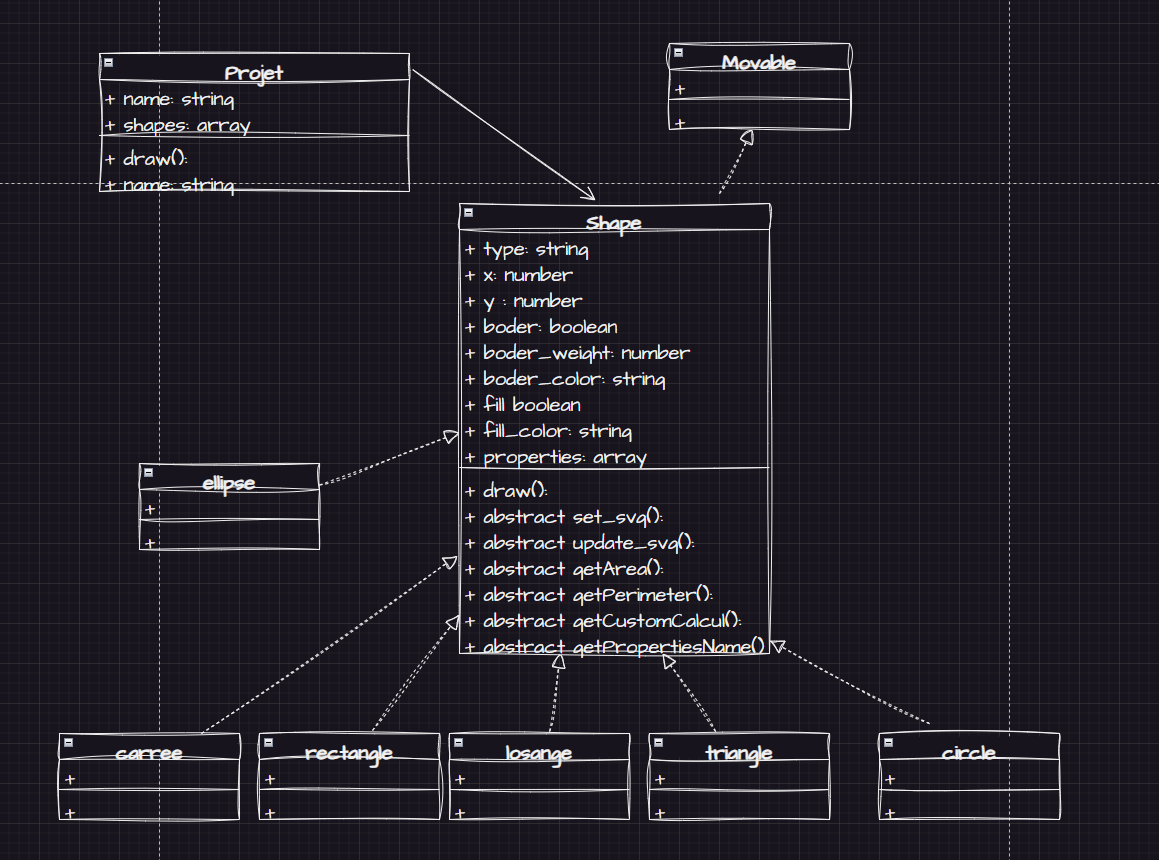 Projet
+ name: string
+ shapes: array
+ draw():
+ name: string
Movable
+
+
Shape
+ type: string
+ x: number
+ y : number
+ boder: boolean
+ boder_weight: number
+ boder_color: string
+ fill boolean
+ fill_color: string
+ properties: array
+ draw():
+ abstract set_svg():
+ abstract update_svg():
+ abstract getArea():
+ abstract getPerimeter():
+ abstract getCustomCalcul():
+ abstract getPropertiesName()
ellipse
+
+
carree
+
+
rectangle
+
+
losange
+
+
triangle
+
+
circle
+
+